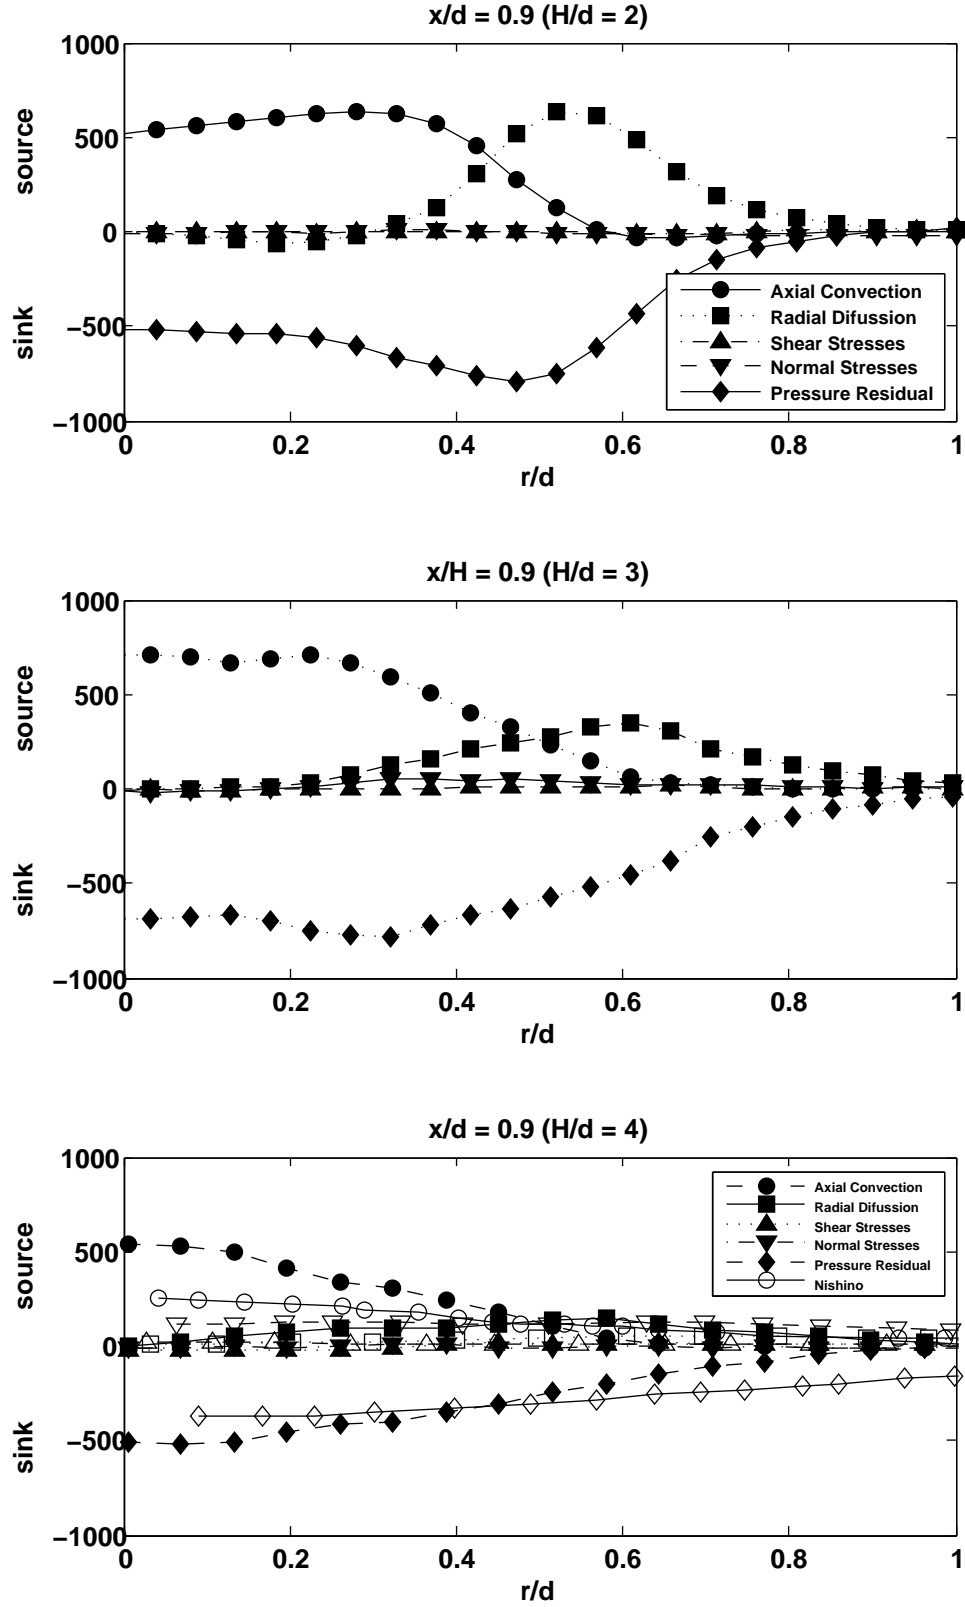 x/d = 0.9 (H/d = 2)
1000
500
0
−500
−1000
source
sink
0 0.2 0.4 0.6 0.8 1
r/d
Axial Convection
Radial Difussion
Shear Stresses
Normal Stresses
Pressure Residual
x/H = 0.9 (H/d = 3)
1000
500
0
−500
−1000
source
sink
0 0.2 0.4 0.6 0.8 1
r/d
x/d = 0.9 (H/d = 4)
1000
500
0
−500
−1000
source
sink
0 0.2 0.4 0.6 0.8 1
r/d
Axial Convection
Radial Difussion
Shear Stresses
Normal Stresses
Pressure Residual
Nishino